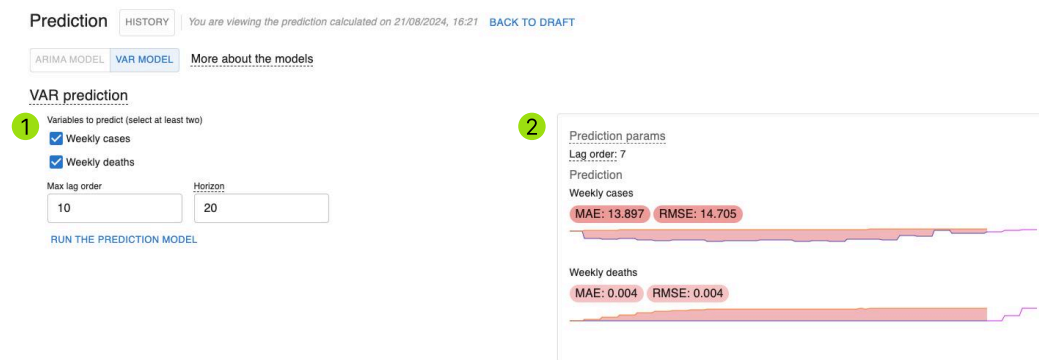 Prediction HISTORY You are viewing the prediction calculated on 21/08/2024, 16:21 BACK TO DRAFT
ARIMA MODEL VAR MODEL More about the models
VAR prediction
1
Variables to predict (select at least two)
Weekly cases
Weekly deaths
Max lag order Horizon
10 20
RUN THE PREDICTION MODEL
2
Prediction params
Lag order: 7
Prediction
Weekly cases
MAE: 13.897 RMSE: 14.705
Weekly deaths
MAE: 0.004 RMSE: 0.004